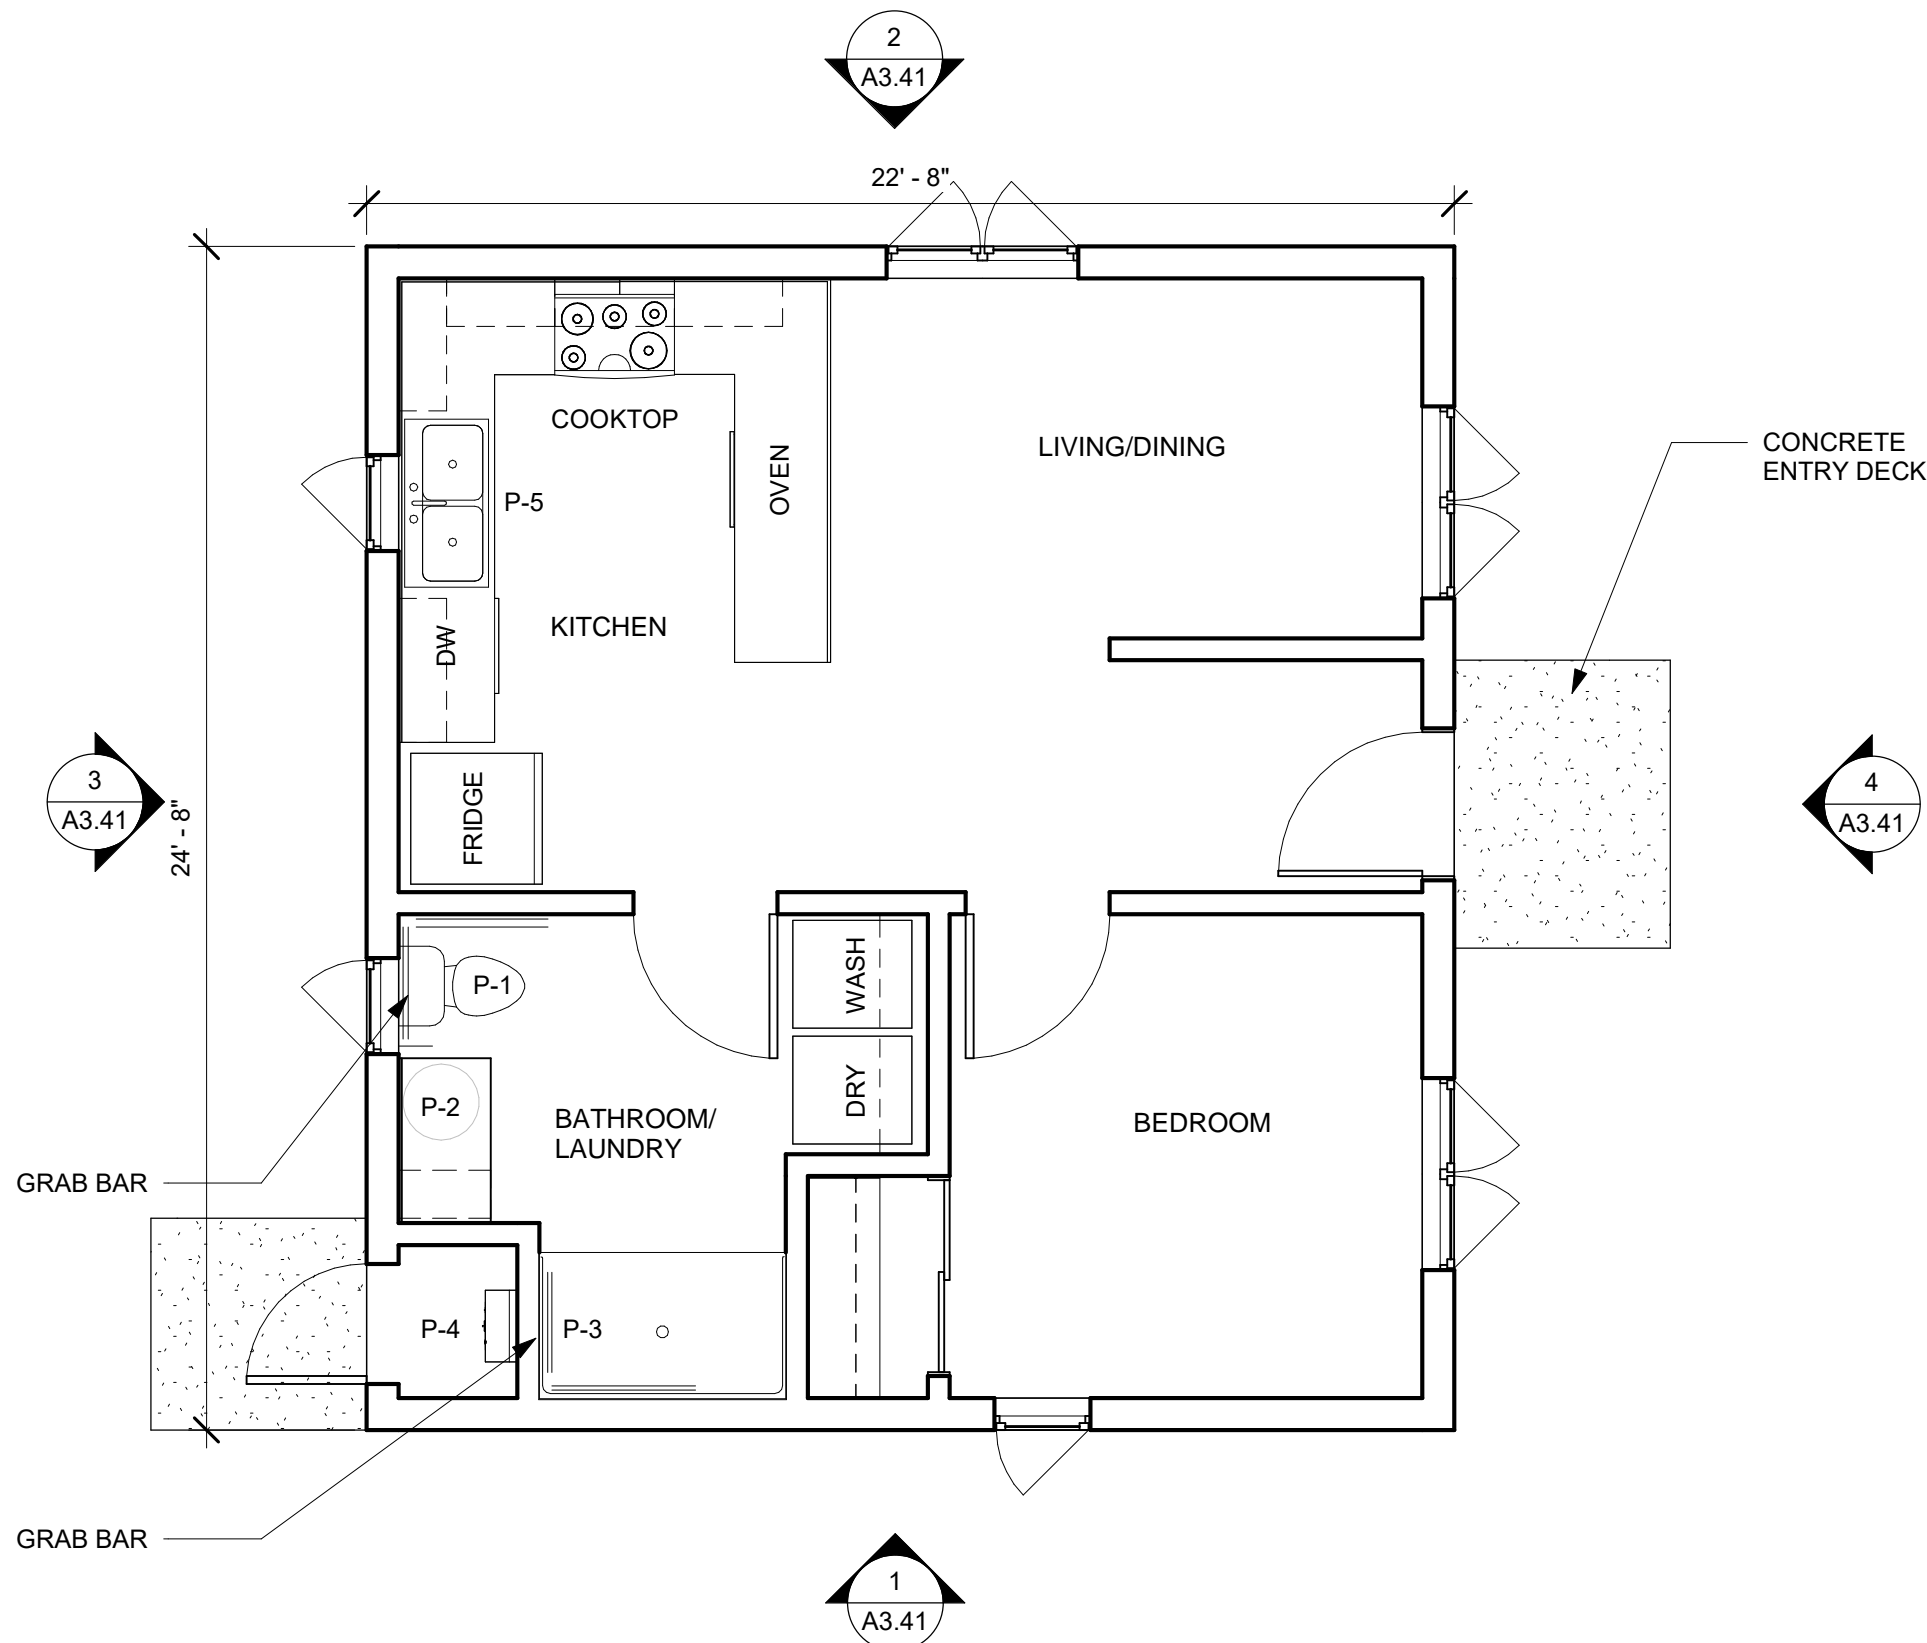 2
A3.41
22' - 8"
COOKTOP
OVEN
LIVING/DINING
CONCRETE
ENTRY DECK
P-5
KITCHEN
DW
3
A3.41
24' - 8"
FRIDGE
4
A3.41
P-1
WASH
P-2
DRY
BATHROOM/
LAUNDRY
BEDROOM
GRAB BAR
P-4
P-3
GRAB BAR
1
A3.41